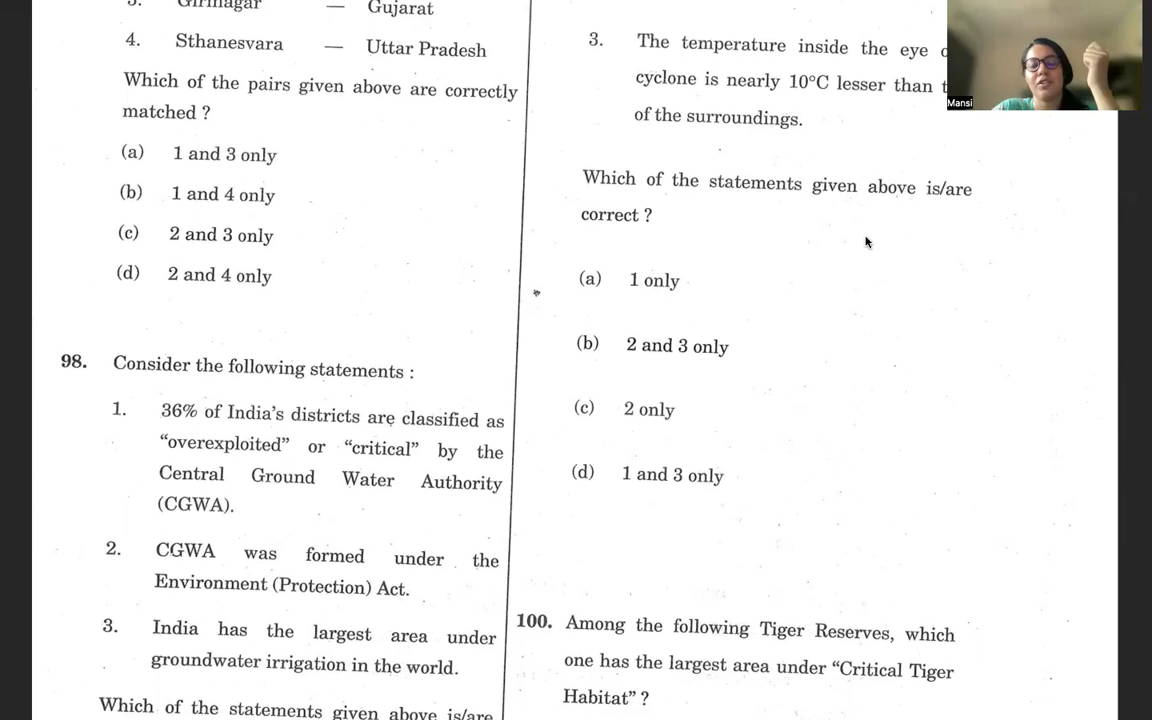 3. Girinagar — Gujarat
4. Sthanesvara — Uttar Pradesh
Which of the pairs given above are correctly
matched ?
(a) 1 and 3 only
(b) 1 and 4 only
(c) 2 and 3 only
(d) 2 and 4 only
98. Consider the following statements :
1. 36% of India's districts are classified as
"overexploited" or "critical" by the
Central Ground Water Authority
(CGWA).
2. CGWA was formed under the
Environment (Protection) Act.
3. India has the largest area under
groundwater irrigation in the world.
Which of the statements given above is/are
3. The temperature inside the eye
cyclone is nearly 10°C lesser than
of the surroundings.
Which of the statements given above is/are
correct ?
(a) 1 only
(b) 2 and 3 only
(c) 2 only
(d) 1 and 3 only
100. Among the following Tiger Reserves, which
one has the largest area under "Critical Tiger
Habitat" ?
Mansi